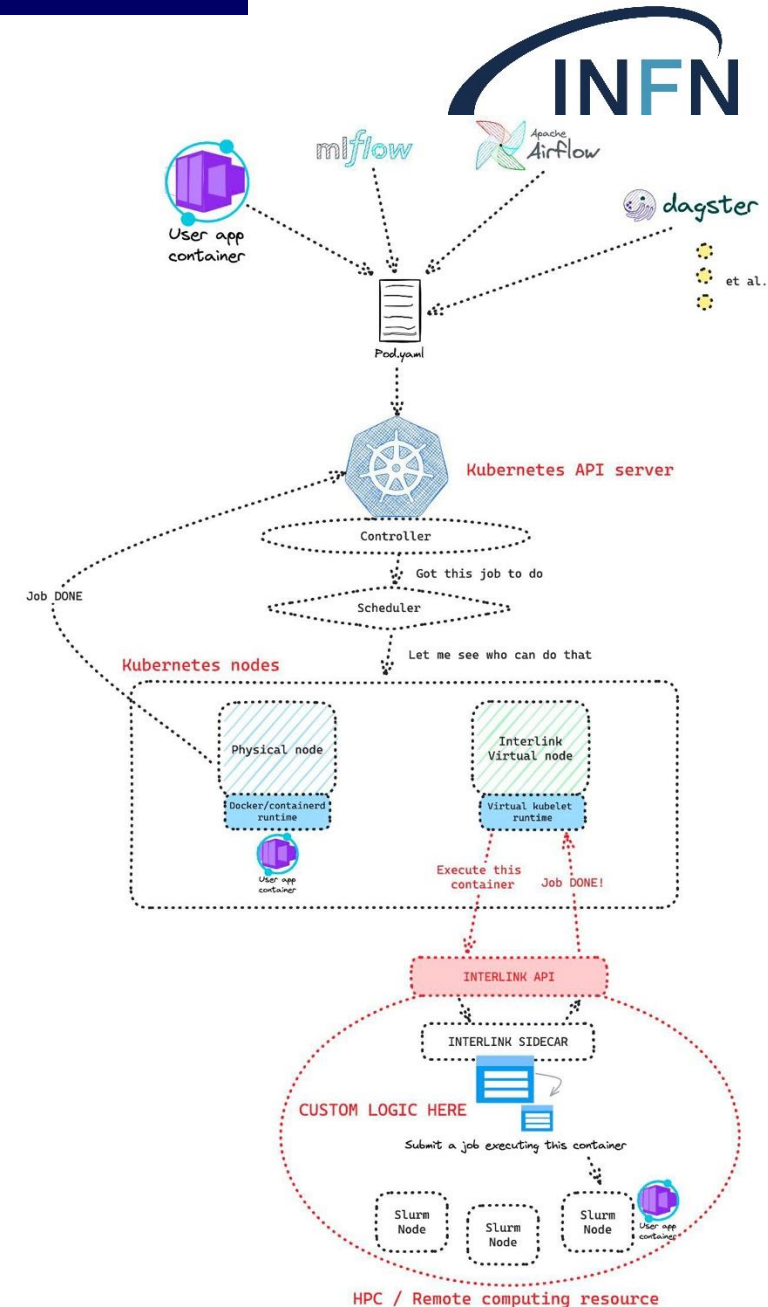 INFN
mlflow
Apache
Airflow
dagster
User app
container
et al.
Pod.yaml
Kubernetes API server
Controller
Got this job to do
Job DONE
Scheduler
Let me see who can do that
Kubernetes nodes
Physical node
Interlink
Virtual node
Docker/containerd
runtime
Virtual kubelet
runtime
User app
container
Execute this
container
Job DONE!
INTERLINK API
INTERLINK SIDECAR
CUSTOM LOGIC HERE
Submit a job executing this container
Slurm
Node
Slurm
Node
Slurm
Node
User app
container
HPC / Remote computing resource